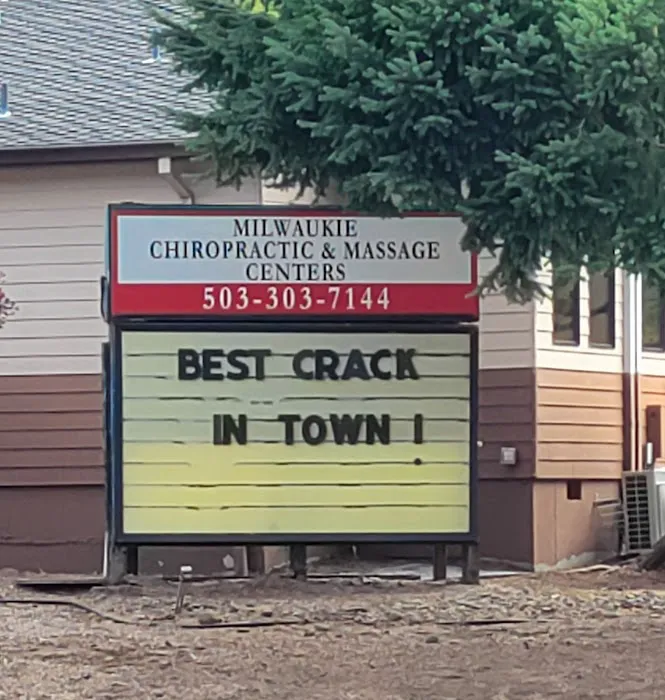 MILWAUKIE
CHIROPRACTIC & MASSAGE
CENTERS
503-303-7144
BEST CRACK
IN TOWN !